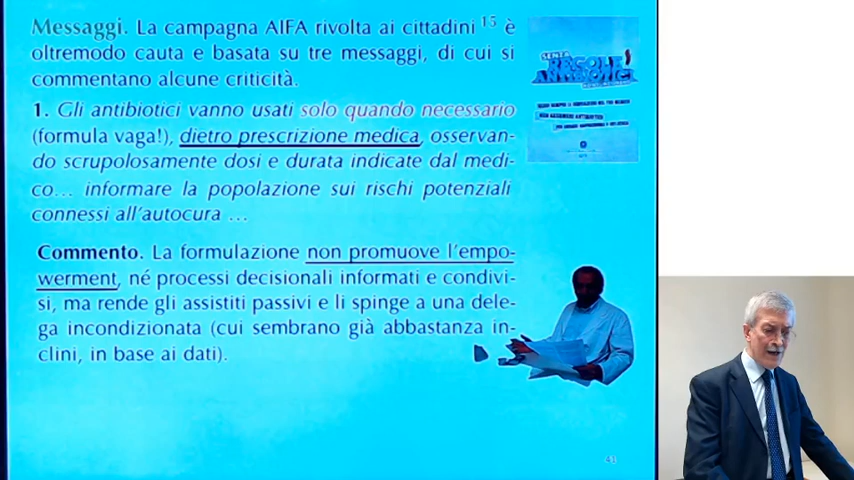 Messaggi. La campagna AIFA rivolta ai cittadini 15 è
oltremodo cauta e basata su tre messaggi, di cui si
commentano alcune criticità.
1. Gli antibiotici vanno usati solo quando necessario
(formula vaga!), dietro prescrizione medica, osservan-
do scrupolosamente dosi e durata indicate dal medi-
co... informare la popolazione sui rischi potenziali
connessi all'autocura ...
Commento. La formulazione non promuove l'empo-
werment, né processi decisionali informati e condivi-
si, ma rende gli assistiti passivi e li spinge a una dele-
ga incondizionata (cui sembrano già abbastanza in-
clini, in base ai dati).
SENZA
REGOLE
ANTIBIOTICI
41